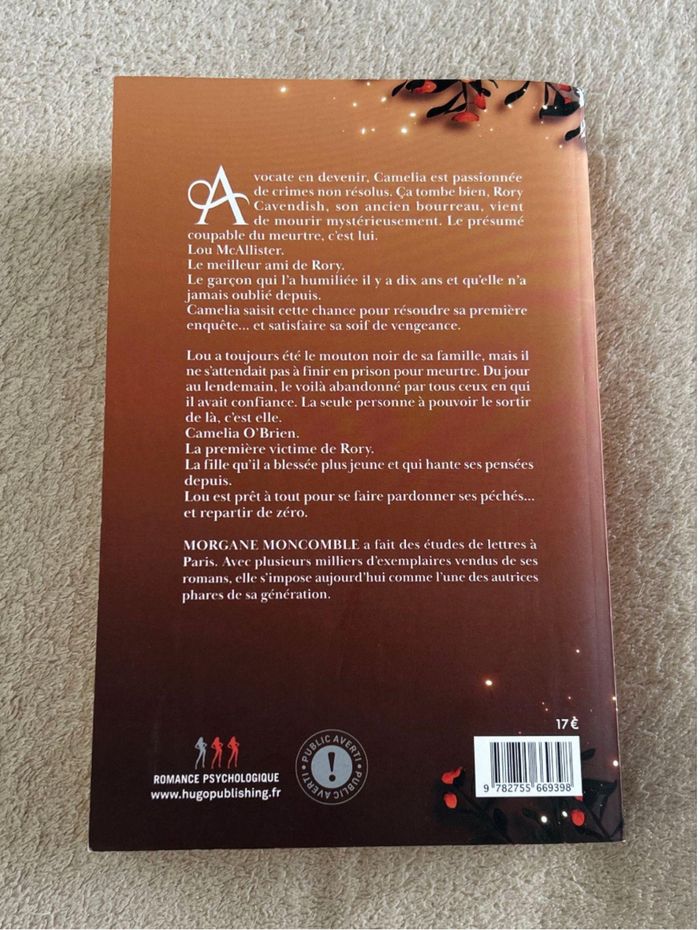 Avocate en devenir, Camelia est passionnée
de crimes non résolus. Ça tombe bien, Rory
Cavendish, son ancien bourreau, vient
de mourir mystérieusement. Le présumé
coupable du meurtre, c'est lui.
Lou McAllister.
Le meilleur ami de Rory.
Le garçon qui l'a humiliée il y a dix ans et qu'elle n'a
jamais oublié depuis.
Camelia saisit cette chance pour résoudre sa première
enquête... et satisfaire sa soif de vengeance.
Lou a toujours été le mouton noir de sa famille, mais il
ne s'attendait pas à finir en prison pour meurtre. Du jour
au lendemain, le voilà abandonné par tous ceux en qui
il avait confiance. La seule personne à pouvoir le sortir
de là, c'est elle.
Camelia O'Brien.
La première victime de Rory.
La fille qu'il a blessée plus jeune et qui hante ses pensées
depuis.
Lou est prêt à tout pour se faire pardonner ses péchés...
et repartir de zéro.
MORGANE MONCOMBLE a fait des études de lettres à
Paris. Avec plusieurs milliers d'exemplaires vendus de ses
romans, elle s'impose aujourd'hui comme l'une des autrices
phares de sa génération.
17 €
ROMANCE PSYCHOLOGIQUE
www.hugopublishing.fr
PUBLIC AVERTI • PUBLIC AVERTI •
!
9 782755 669398